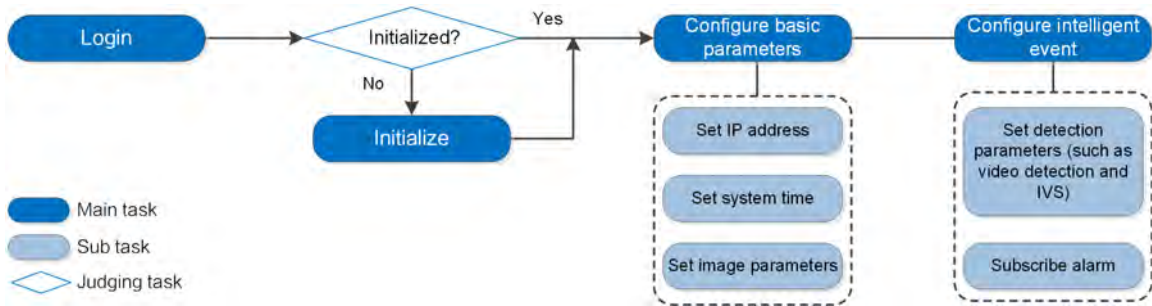 Login
Initialized?
Yes
No
Initialize
Configure basic
parameters
Configure intelligent
event
Set IP address
Set system time
Set image parameters
Set detection
parameters (such as
video detection and
IVS)
Subscribe alarm
Main task
Sub task
Judging task